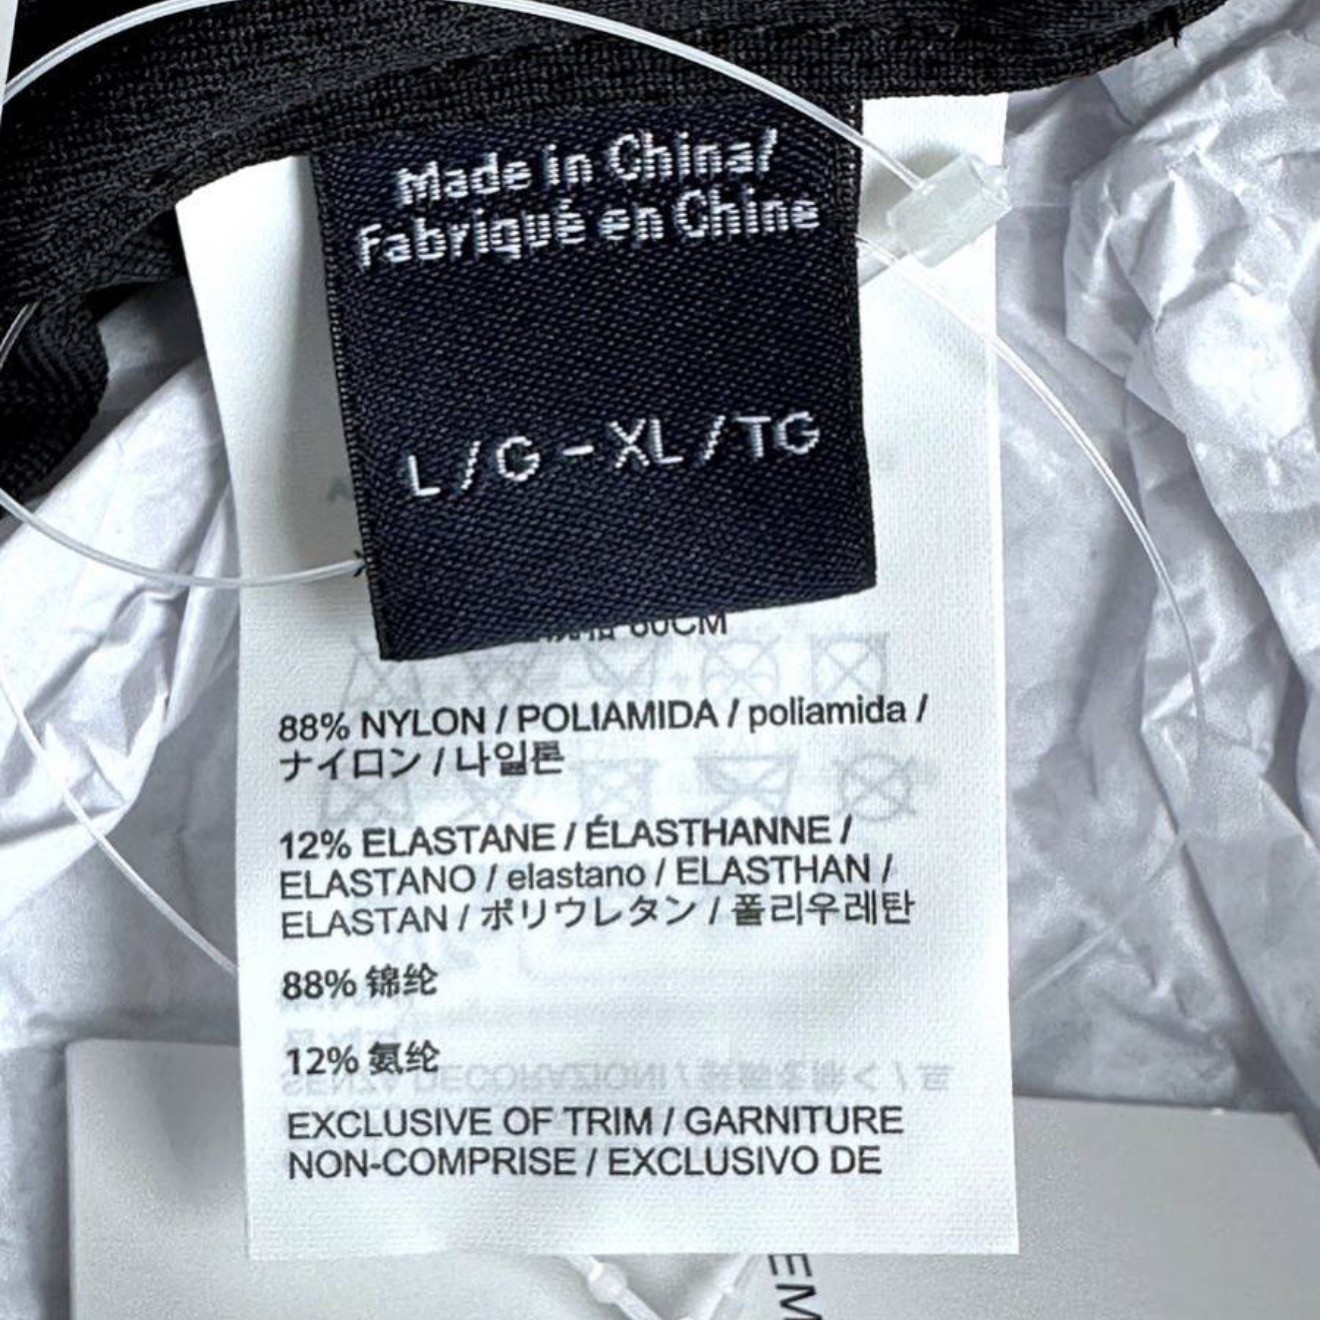 Made in China/
Fabriqué en Chine
L/G-XL/TG
60CM
88% NYLON / POLIAMIDA / poliamida /
ナイロン / 나일론
12% ELASTANE / ÉLASTHANNE /
ELASTANO / elastano / ELASTHAN /
ELASTAN / ポリウレタン / 폴리우레탄
88% 锦纶
12% 氨纶
EXCLUSIVE OF TRIM / GARNITURE
NON-COMPRISE / EXCLUSIVO DE
EM